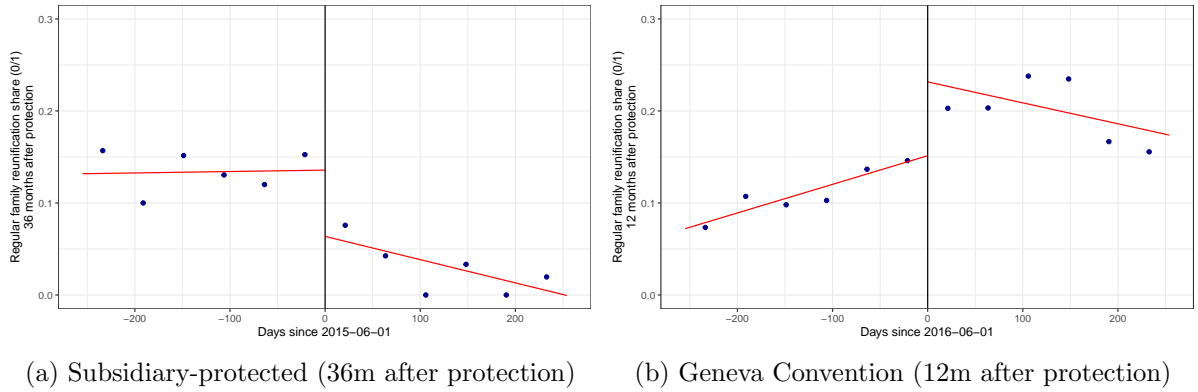 Regular family reunification share (0/1)
36 months after protection
0.3
0.2
0.1
0.0
−200
−100
0
100
200
Days since 2015−06−01
(a) Subsidiary-protected (36m after protection)
Regular family reunification share (0/1)
12 months after protection
0.3
0.2
0.1
0.0
−200
−100
0
100
200
Days since 2016−06−01
(b) Geneva Convention (12m after protection)